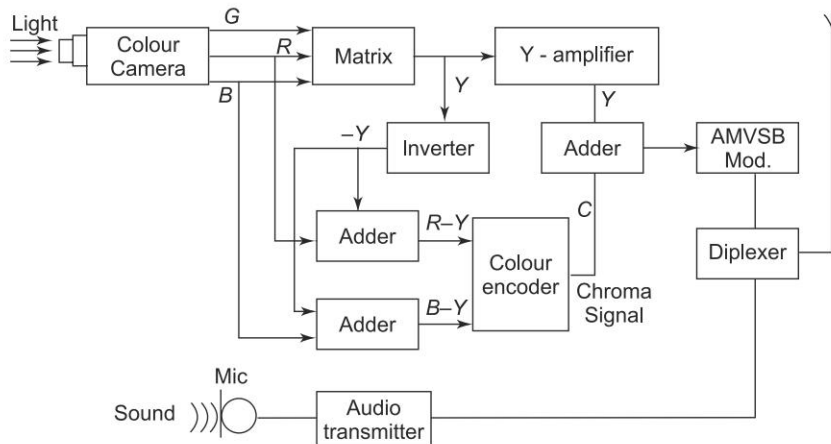 Light
G
R
B
Colour
Camera
Matrix
Y - amplifier
Y
Y
–Y
Inverter
Adder
AMVSB
Mod.
C
R–Y
Adder
Colour
encoder
Diplexer
Chroma
Signal
B–Y
Adder
Mic
Sound
Audio
transmitter